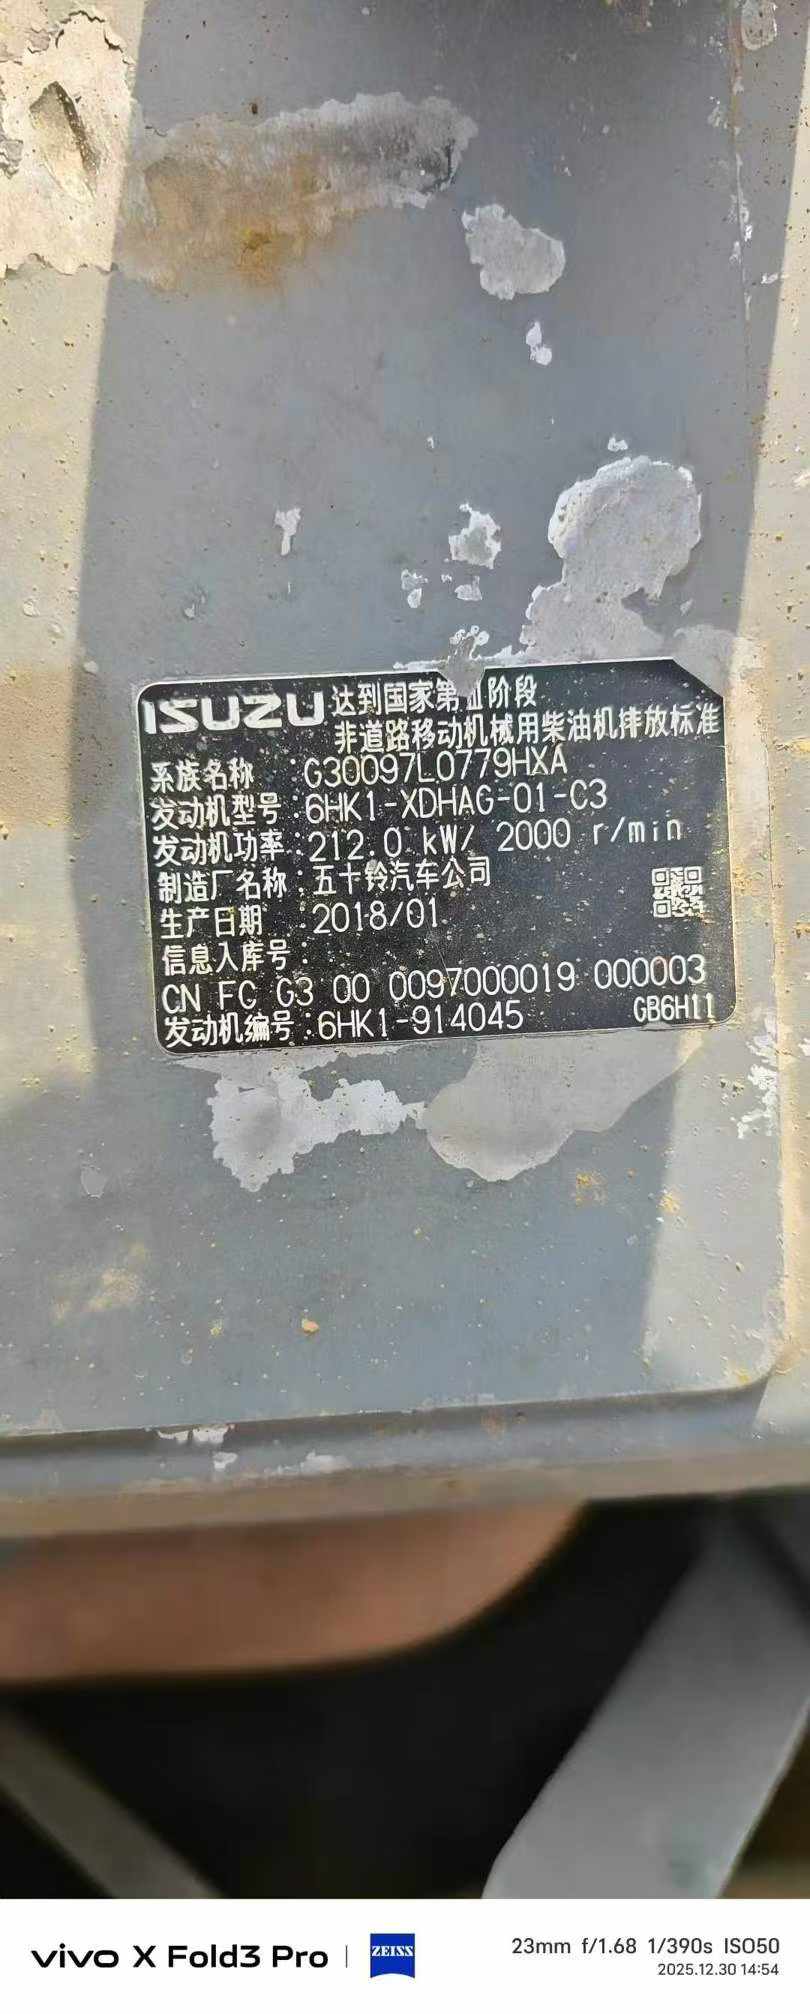 ISUZU 达到国家第 阶段
非道路移动机械用柴油机排放标准
系族名称 :G30097L0779HXA
发动机型号:6HK1-XDHAG-01-C3
发动机功率:212.0 kW/ 2000 r/min
制造厂名称:五十铃汽车公司
生产日期 :2018/01
信息入库号:
CN FC G3 00 0097000019 000003
发动机编号:6HK1-914045
GB6H11
vivo X Fold3 Pro | ZEISS
23mm f/1.68 1/390s ISO50
2025.12.30 14:54